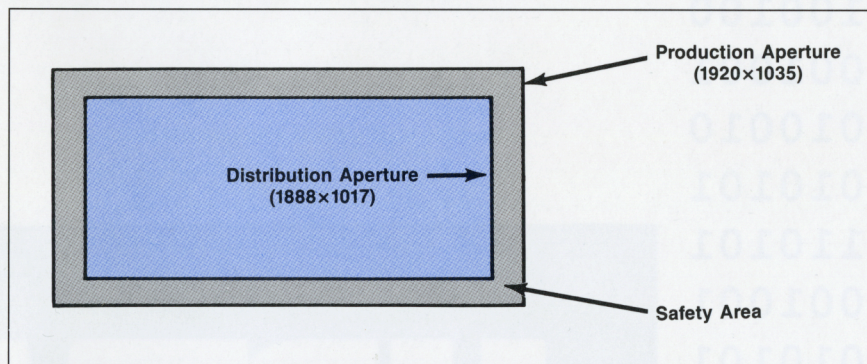 Production Aperture
(1920×1035)
Distribution Aperture
(1888×1017)
Safety Area